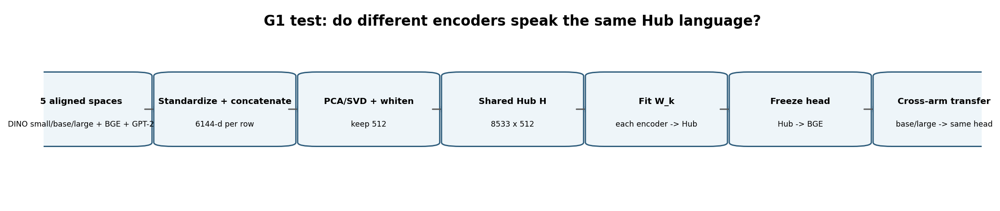 G1 test: do different encoders speak the same Hub language?
5 aligned spaces
DINO small/base/large + BGE + GPT-2
Standardize + concatenate
6144-d per row
PCA/SVD + whiten
keep 512
Shared Hub H
8533 x 512
Fit W_k
each encoder -> Hub
Freeze head
Hub -> BGE
Cross-arm transfer
base/large -> same head